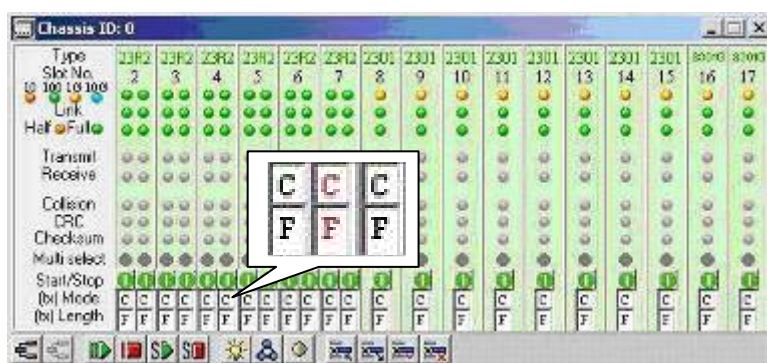 Chassis ID: 0
Type 23R2 23R2 23R2 23R2 23R2 23R2 2301 2301 2301 2301 2301 2301 2301 2301
Slot No. 2 3 4 5 6 7 8 9 10 11 12 13 14 15 16 17
10 100 1G 10G
Link
Half Full
Transmit
Receive
Collision
CRC
Checksum
Multi select
Start/Stop
(tx) Mode C C C C C C C C C C C C C C C C C C C C C C
(tx) Length F F F F F F F F F F F F F F F F F F F F F F
C C C
F F F